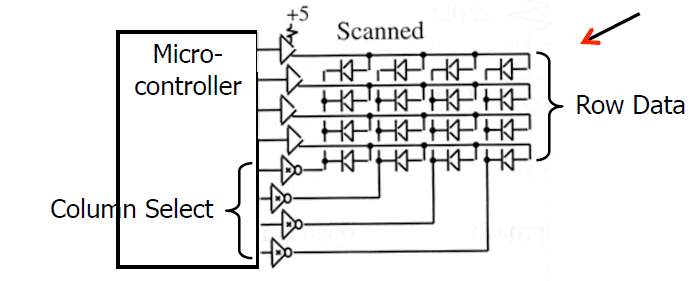 +5
Scanned
Micro-
controller
Row Data
Column Select